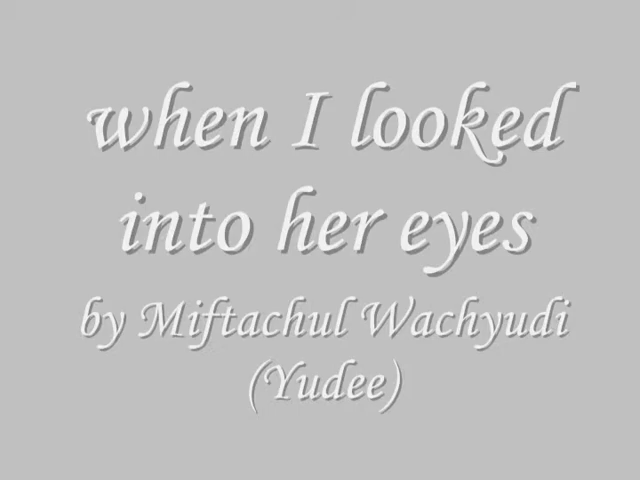 when I looked
into her eyes
by Miftachul Wachyudi
(Yudee)